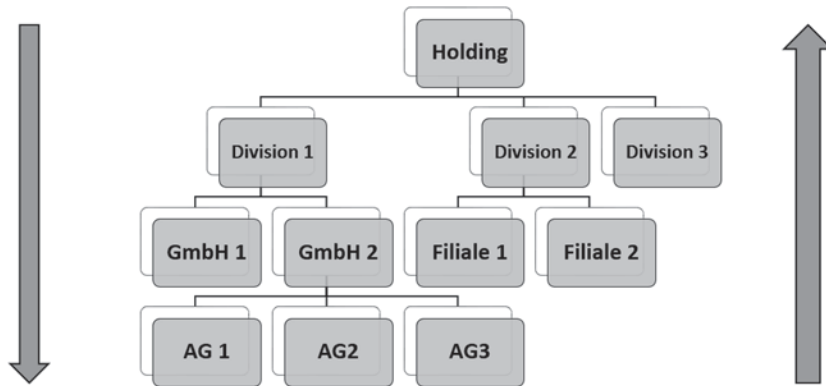 Holding
Division 1
Division 2
Division 3
GmbH 1
GmbH 2
Filiale 1
Filiale 2
AG 1
AG2
AG3